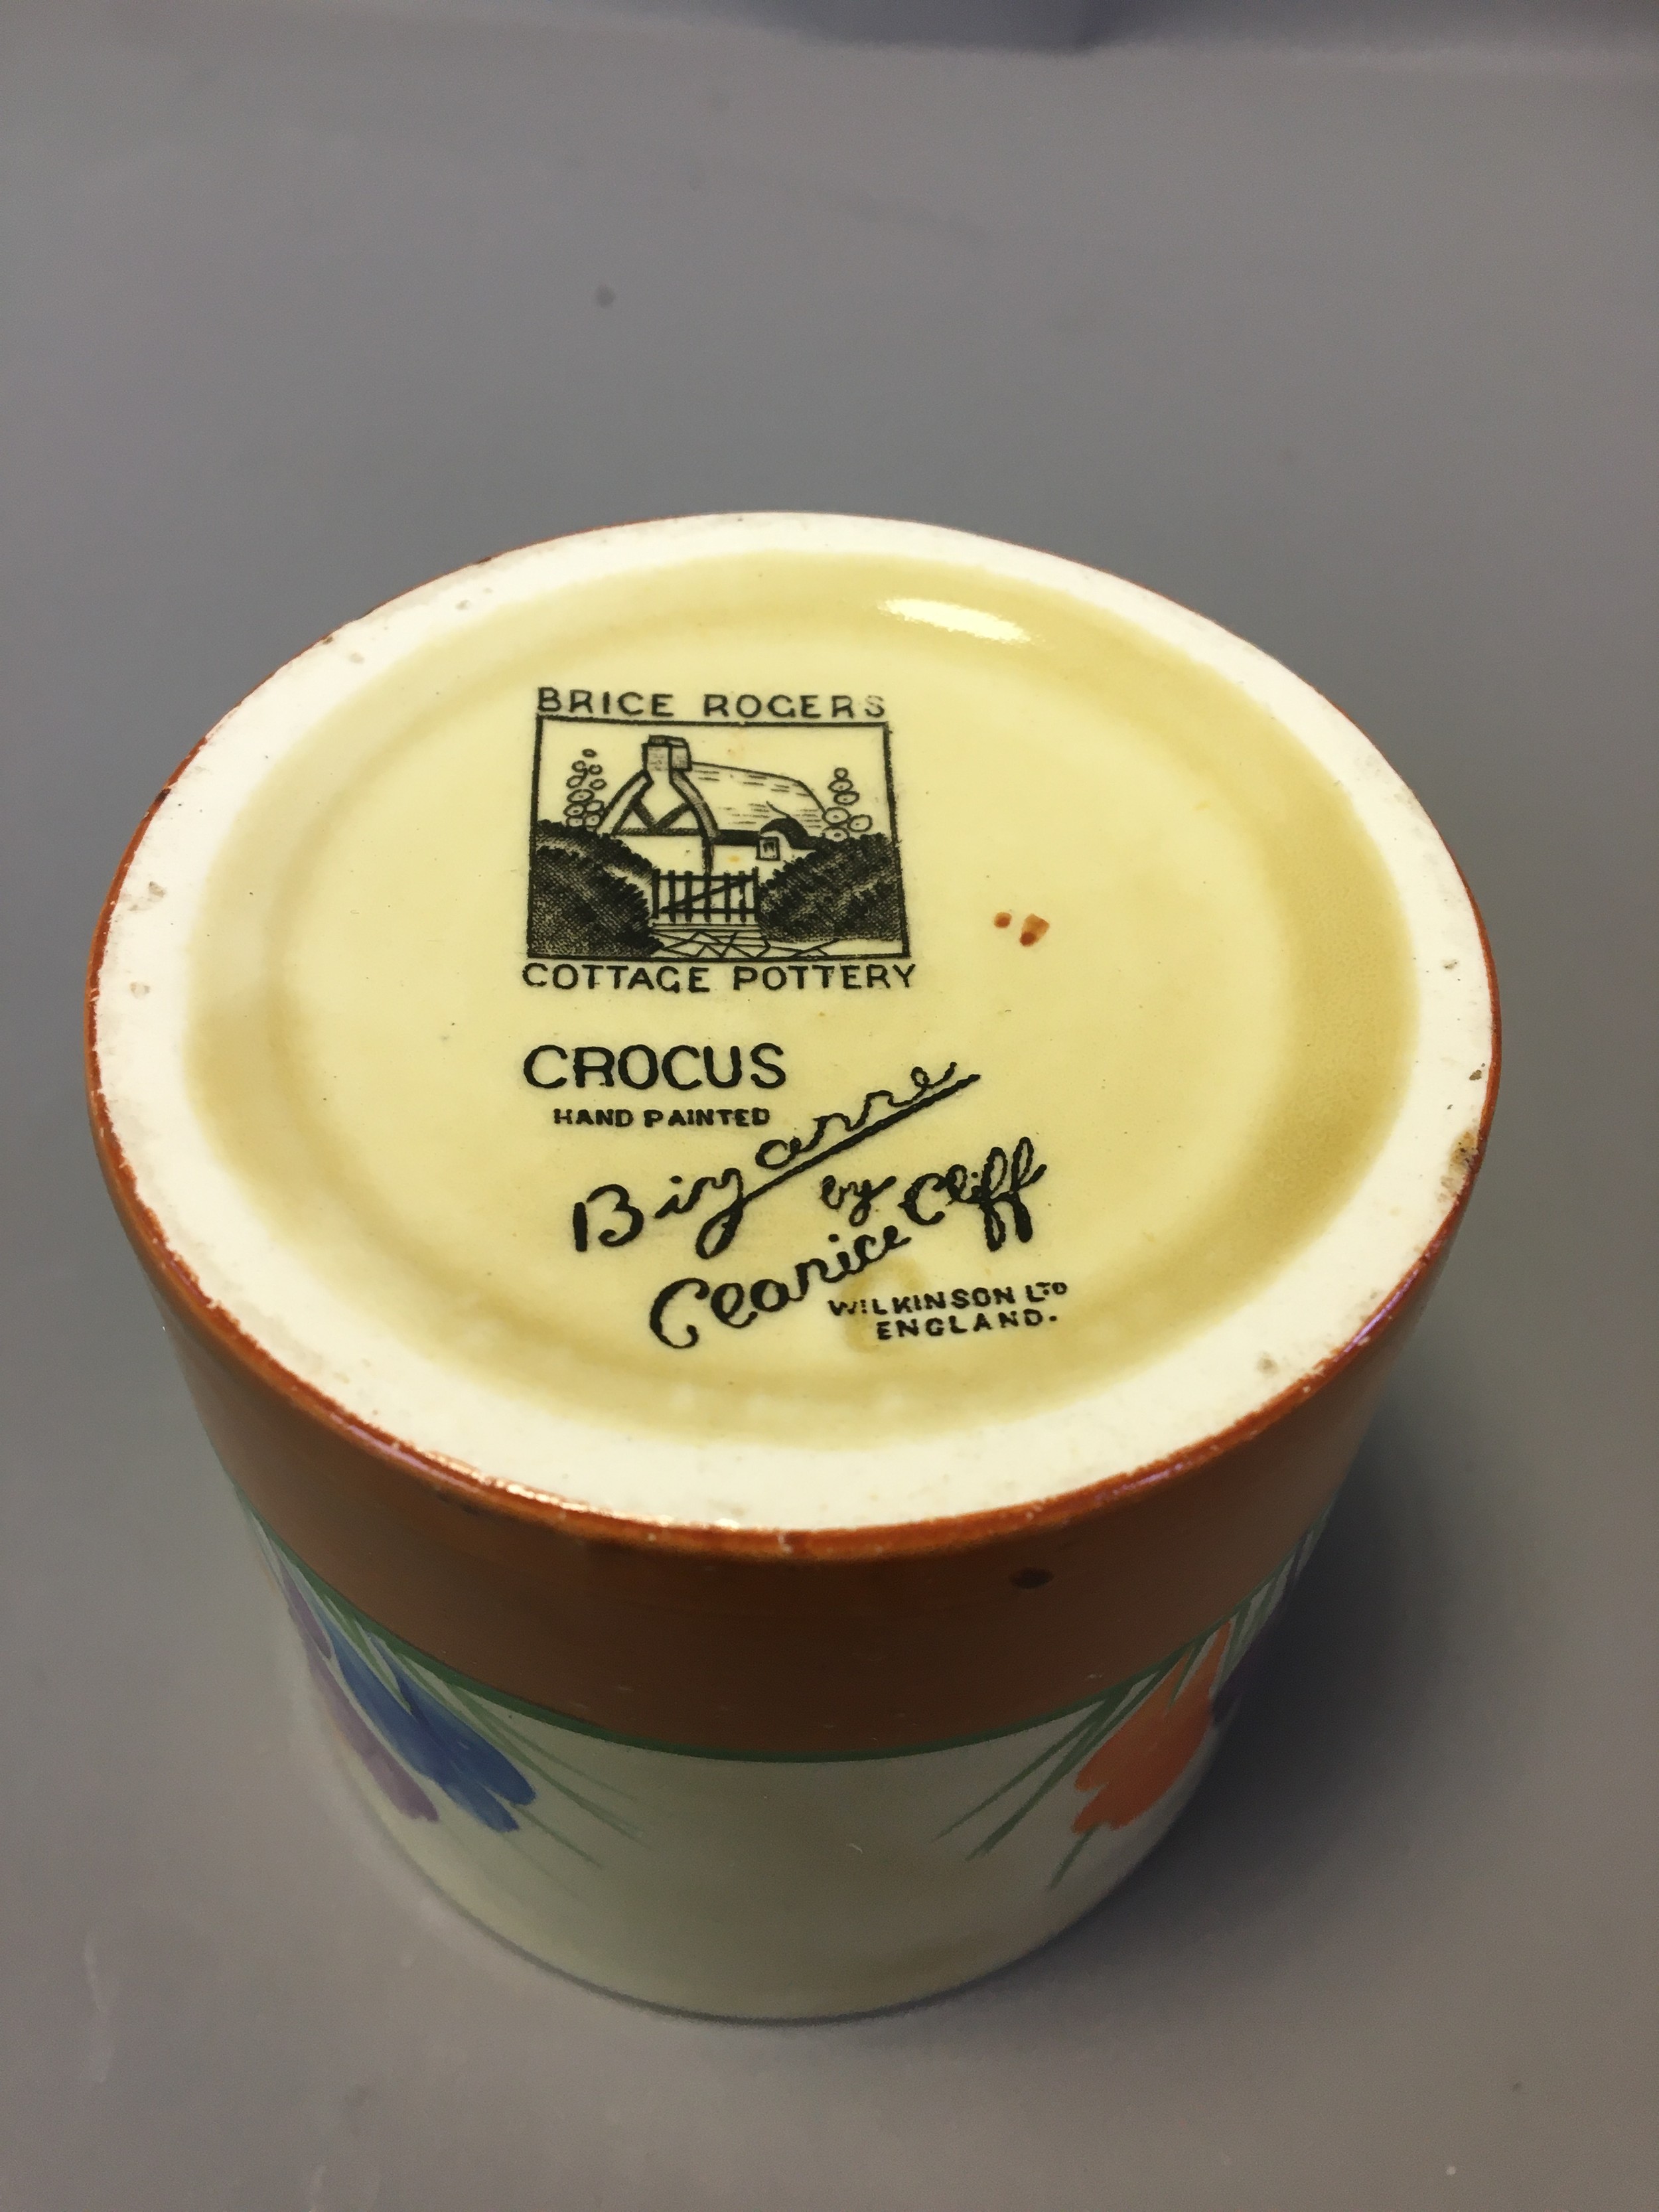 BRICE ROGERS
COTTAGE POTTERY
CROCUS
HAND PAINTED
Bizarre
by
Clarice Cliff
WILKINSON LTD
ENGLAND.